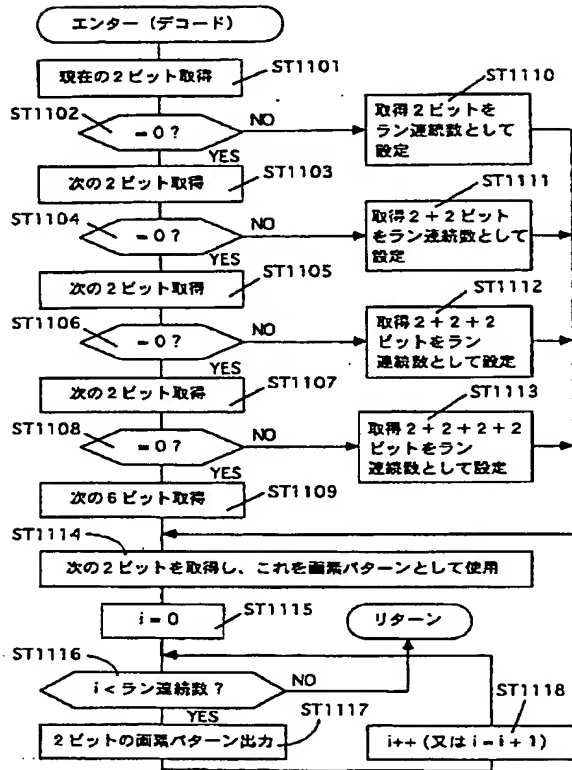 エンター (デコード)
現在の2ビット取得
ST1101
ST1102
=0?
NO
YES
ST1110
取得2ビットを
ラン連続数として
設定
次の2ビット取得
ST1103
ST1104
=0?
NO
YES
ST1111
取得2+2ビット
をラン連続数として
設定
次の2ビット取得
ST1105
ST1106
=0?
NO
YES
ST1112
取得2+2+2
ビットをラン
連続数として設定
次の2ビット取得
ST1107
ST1108
=0?
NO
YES
ST1113
取得2+2+2+2
ビットをラン
連続数として設定
次の6ビット取得
ST1109
ST1114
次の2ビットを取得し、これを画素パターンとして使用
i=0
ST1115
リターン
ST1116
i<ラン連続数?
NO
YES
ST1117
2ビットの画素パターン出力
ST1118
i++ (又はi=i+1)